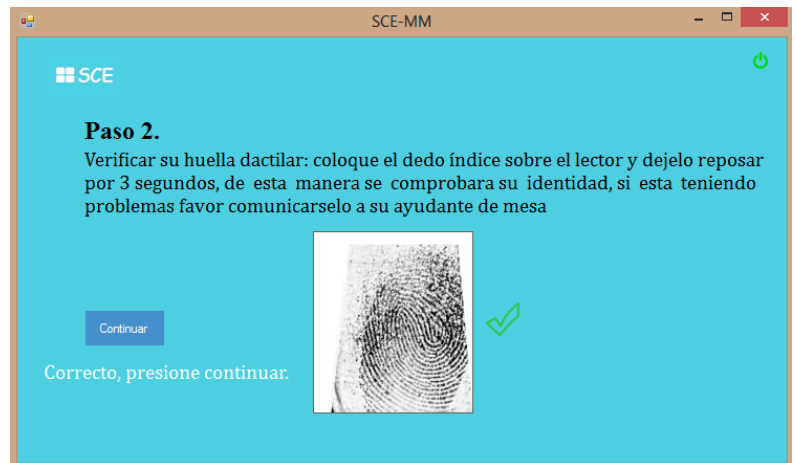 SCE-MM
SCE
Paso 2.
Verificar su huella dactilar: coloque el dedo índice sobre el lector y dejelo reposar
por 3 segundos, de esta manera se comprobara su identidad, si esta teniendo
problemas favor comunicarselo a su ayudante de mesa
Continuar
Correcto, presione continuar.